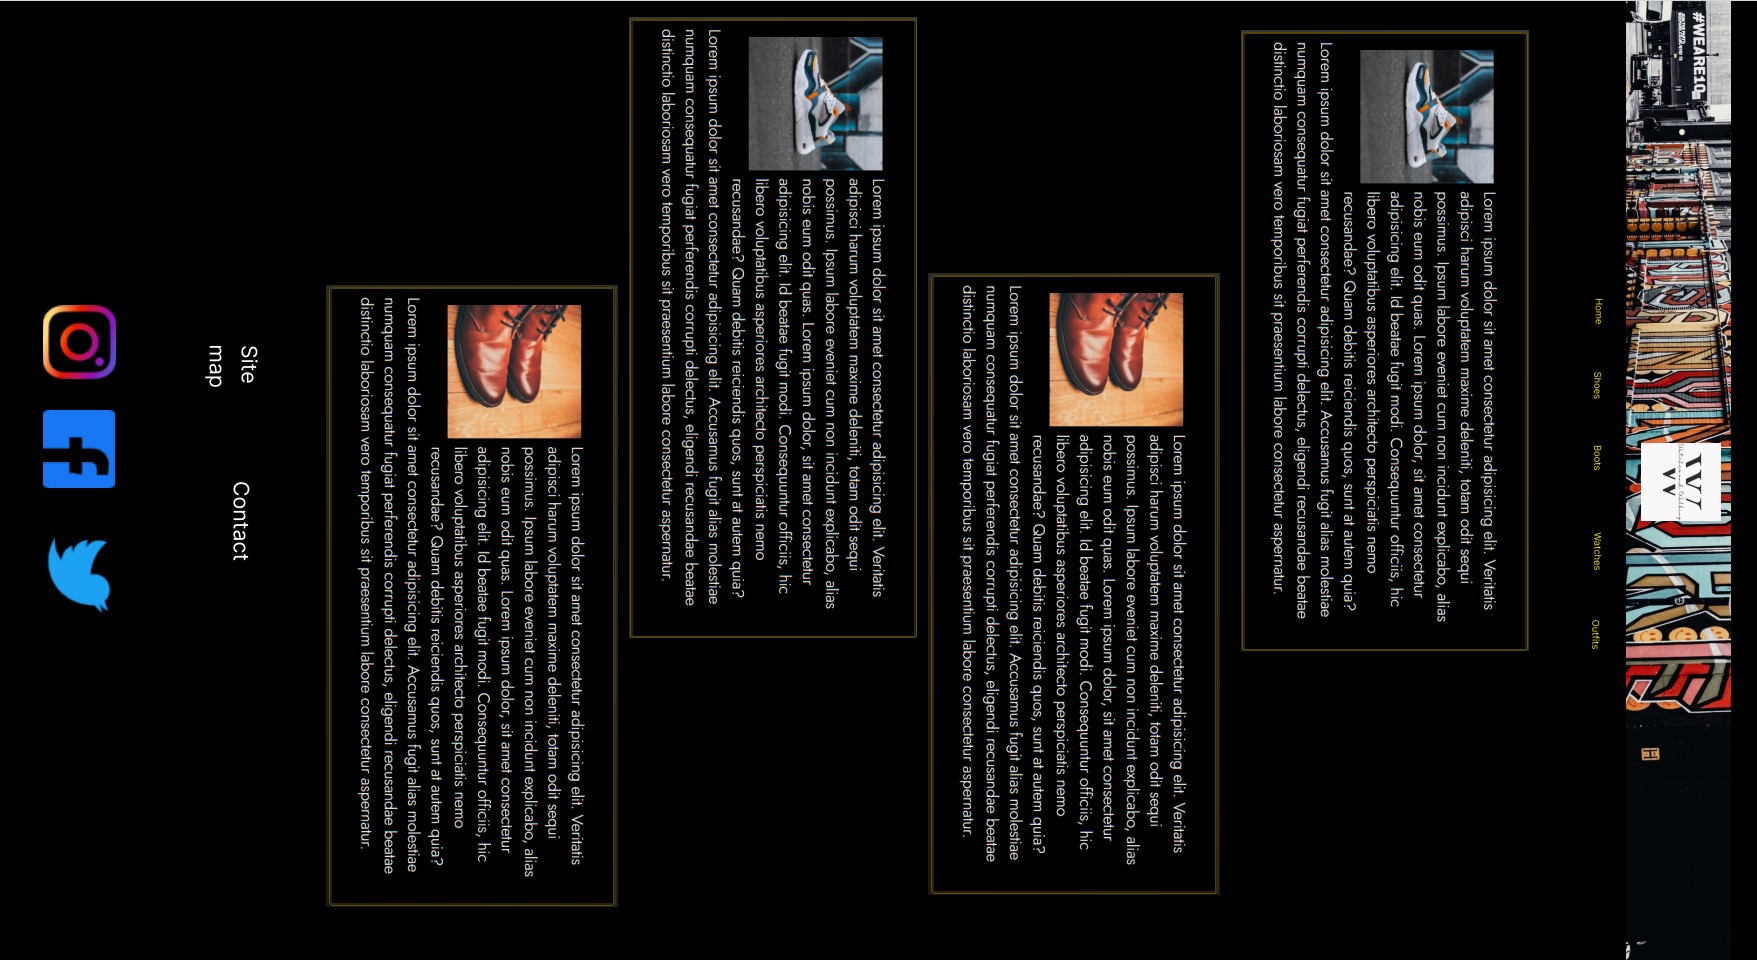 #WEARE10
Watches and Walking
W
Home
Shoes
Boots
Watches
Outfits
Lorem ipsum dolor sit amet consectetur adipisicing elit. Veritatis
adipisci harum voluptatem maxime deleniti, totam odit sequi
possimus. Ipsum labore eveniet cum non incidunt explicabo, alias
nobis eum odit quas. Lorem ipsum dolor, sit amet consectetur
adipisicing elit. Id beatae fugit modi. Consequuntur officiis, hic
libero voluptatibus asperiores architecto perspiciatis nemo
recusandae? Quam debitis reiciendis quos, sunt at autem quia?
Lorem ipsum dolor sit amet consectetur adipisicing elit. Accusamus fugit alias molestiae
numquam consequatur fugiat perferendis corrupti delectus, eligendi recusandae beatae
distinctio laboriosam vero temporibus sit praesentium labore consectetur aspernatur.
Lorem ipsum dolor sit amet consectetur adipisicing elit. Veritatis
adipisci harum voluptatem maxime deleniti, totam odit sequi
possimus. Ipsum labore eveniet cum non incidunt explicabo, alias
nobis eum odit quas. Lorem ipsum dolor, sit amet consectetur
adipisicing elit. Id beatae fugit modi. Consequuntur officiis, hic
libero voluptatibus asperiores architecto perspiciatis nemo
recusandae? Quam debitis reiciendis quos, sunt at autem quia?
Lorem ipsum dolor sit amet consectetur adipisicing elit. Accusamus fugit alias molestiae
numquam consequatur fugiat perferendis corrupti delectus, eligendi recusandae beatae
distinctio laboriosam vero temporibus sit praesentium labore consectetur aspernatur.
Lorem ipsum dolor sit amet consectetur adipisicing elit. Veritatis
adipisci harum voluptatem maxime deleniti, totam odit sequi
possimus. Ipsum labore eveniet cum non incidunt explicabo, alias
nobis eum odit quas. Lorem ipsum dolor, sit amet consectetur
adipisicing elit. Id beatae fugit modi. Consequuntur officiis, hic
libero voluptatibus asperiores architecto perspiciatis nemo
recusandae? Quam debitis reiciendis quos, sunt at autem quia?
Lorem ipsum dolor sit amet consectetur adipisicing elit. Accusamus fugit alias molestiae
numquam consequatur fugiat perferendis corrupti delectus, eligendi recusandae beatae
distinctio laboriosam vero temporibus sit praesentium labore consectetur aspernatur.
Lorem ipsum dolor sit amet consectetur adipisicing elit. Veritatis
adipisci harum voluptatem maxime deleniti, totam odit sequi
possimus. Ipsum labore eveniet cum non incidunt explicabo, alias
nobis eum odit quas. Lorem ipsum dolor, sit amet consectetur
adipisicing elit. Id beatae fugit modi. Consequuntur officiis, hic
libero voluptatibus asperiores architecto perspiciatis nemo
recusandae? Quam debitis reiciendis quos, sunt at autem quia?
Lorem ipsum dolor sit amet consectetur adipisicing elit. Accusamus fugit alias molestiae
numquam consequatur fugiat perferendis corrupti delectus, eligendi recusandae beatae
distinctio laboriosam vero temporibus sit praesentium labore consectetur aspernatur.
Site
map
Contact